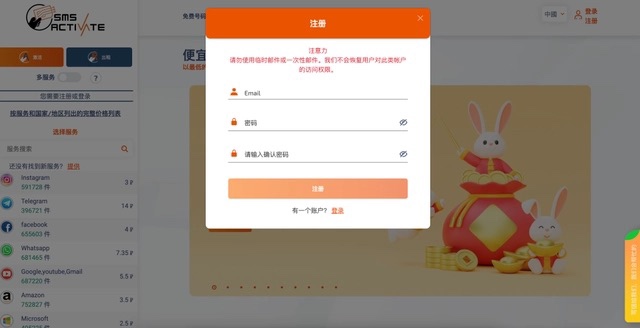 SMS
ACTIVATE
激活
出租
多服务
?
您需要注册或登录
按服务和国家/地区列出的完整价格列表
选择服务
服务搜索
还没有找到新服务? 提供
Instagram
591728 件
3 ₽
Telegram
396721 件
14 ₽
facebook
655603 件
4 ₽
Whatsapp
681465 件
7.35 ₽
Google,youtube,Gmail
687220 件
5.5 ₽
Amazon
752827 件
3.5 ₽
Microsoft
2.5 ₽
免费号码
便宜
以最低的
中國
登录
注册
注册
注意力
请勿使用临时邮件或一次性邮件。我们不会恢复用户对此类帐户
的访问权限。
Email
密码
请输入确认密码
注册
有一个账户? 登录